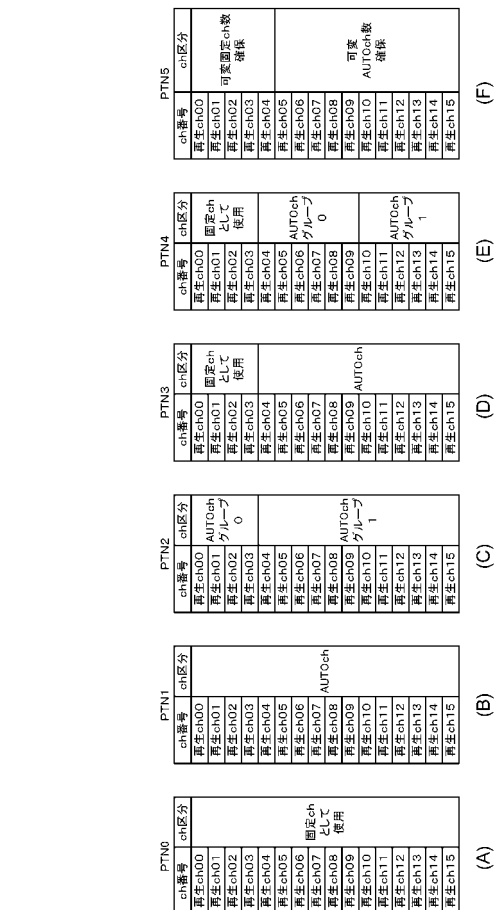 PTN0
ch番号 ch区分
再生ch00
再生ch01
再生ch02
再生ch03
再生ch04
再生ch05
再生ch06
再生ch07
再生ch08
再生ch09
再生ch10
再生ch11
再生ch12
再生ch13
再生ch14
再生ch15
固定ch
として
使用
(A)
PTN1
ch番号 ch区分
再生ch00
再生ch01
再生ch02
再生ch03
再生ch04
再生ch05
再生ch06
再生ch07
再生ch08
再生ch09
再生ch10
再生ch11
再生ch12
再生ch13
再生ch14
再生ch15
AUTOch
(B)
PTN2
ch番号 ch区分
再生ch00
再生ch01
再生ch02
再生ch03
再生ch04
再生ch05
再生ch06
再生ch07
再生ch08
再生ch09
再生ch10
再生ch11
再生ch12
再生ch13
再生ch14
再生ch15
AUTOch
グループ
0
AUTOch
グループ
1
(C)
PTN3
ch番号 ch区分
再生ch00
再生ch01
再生ch02
再生ch03
再生ch04
再生ch05
再生ch06
再生ch07
再生ch08
再生ch09
再生ch10
再生ch11
再生ch12
再生ch13
再生ch14
再生ch15
固定ch
として
使用
AUTOch
(D)
PTN4
ch番号 ch区分
再生ch00
再生ch01
再生ch02
再生ch03
再生ch04
再生ch05
再生ch06
再生ch07
再生ch08
再生ch09
再生ch10
再生ch11
再生ch12
再生ch13
再生ch14
再生ch15
固定ch
として
使用
AUTOch
グループ
0
AUTOch
グループ
1
(E)
PTN5
ch番号 ch区分
再生ch00
再生ch01
再生ch02
再生ch03
再生ch04
再生ch05
再生ch06
再生ch07
再生ch08
再生ch09
再生ch10
再生ch11
再生ch12
再生ch13
再生ch14
再生ch15
可変固定ch数
確保
可変
AUTOch数
確保
(F)